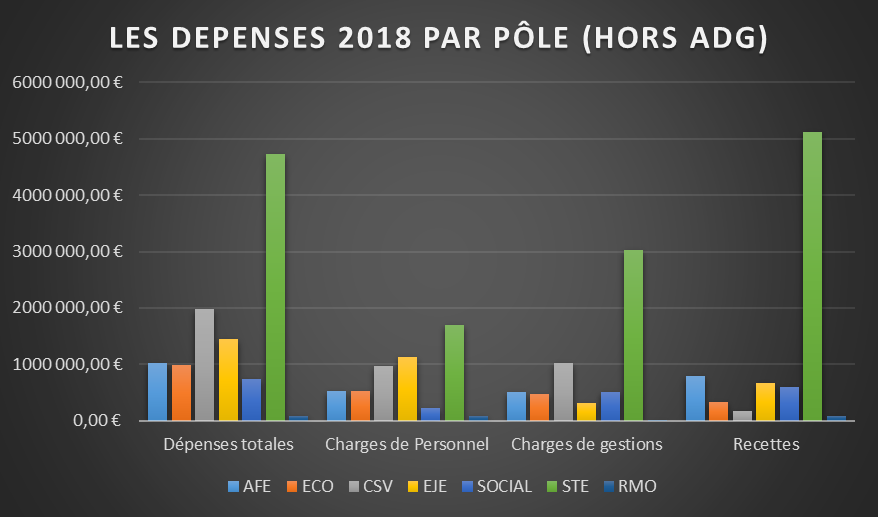 LES DEPENSES 2018 PAR PÔLE (HORS ADG)
6000 000,00 €
5000 000,00 €
4000 000,00 €
3000 000,00 €
2000 000,00 €
1000 000,00 €
0,00 €
Dépenses totales Charges de Personnel Charges de gestions Recettes
AFE ECO CSV EJE SOCIAL STE RMO